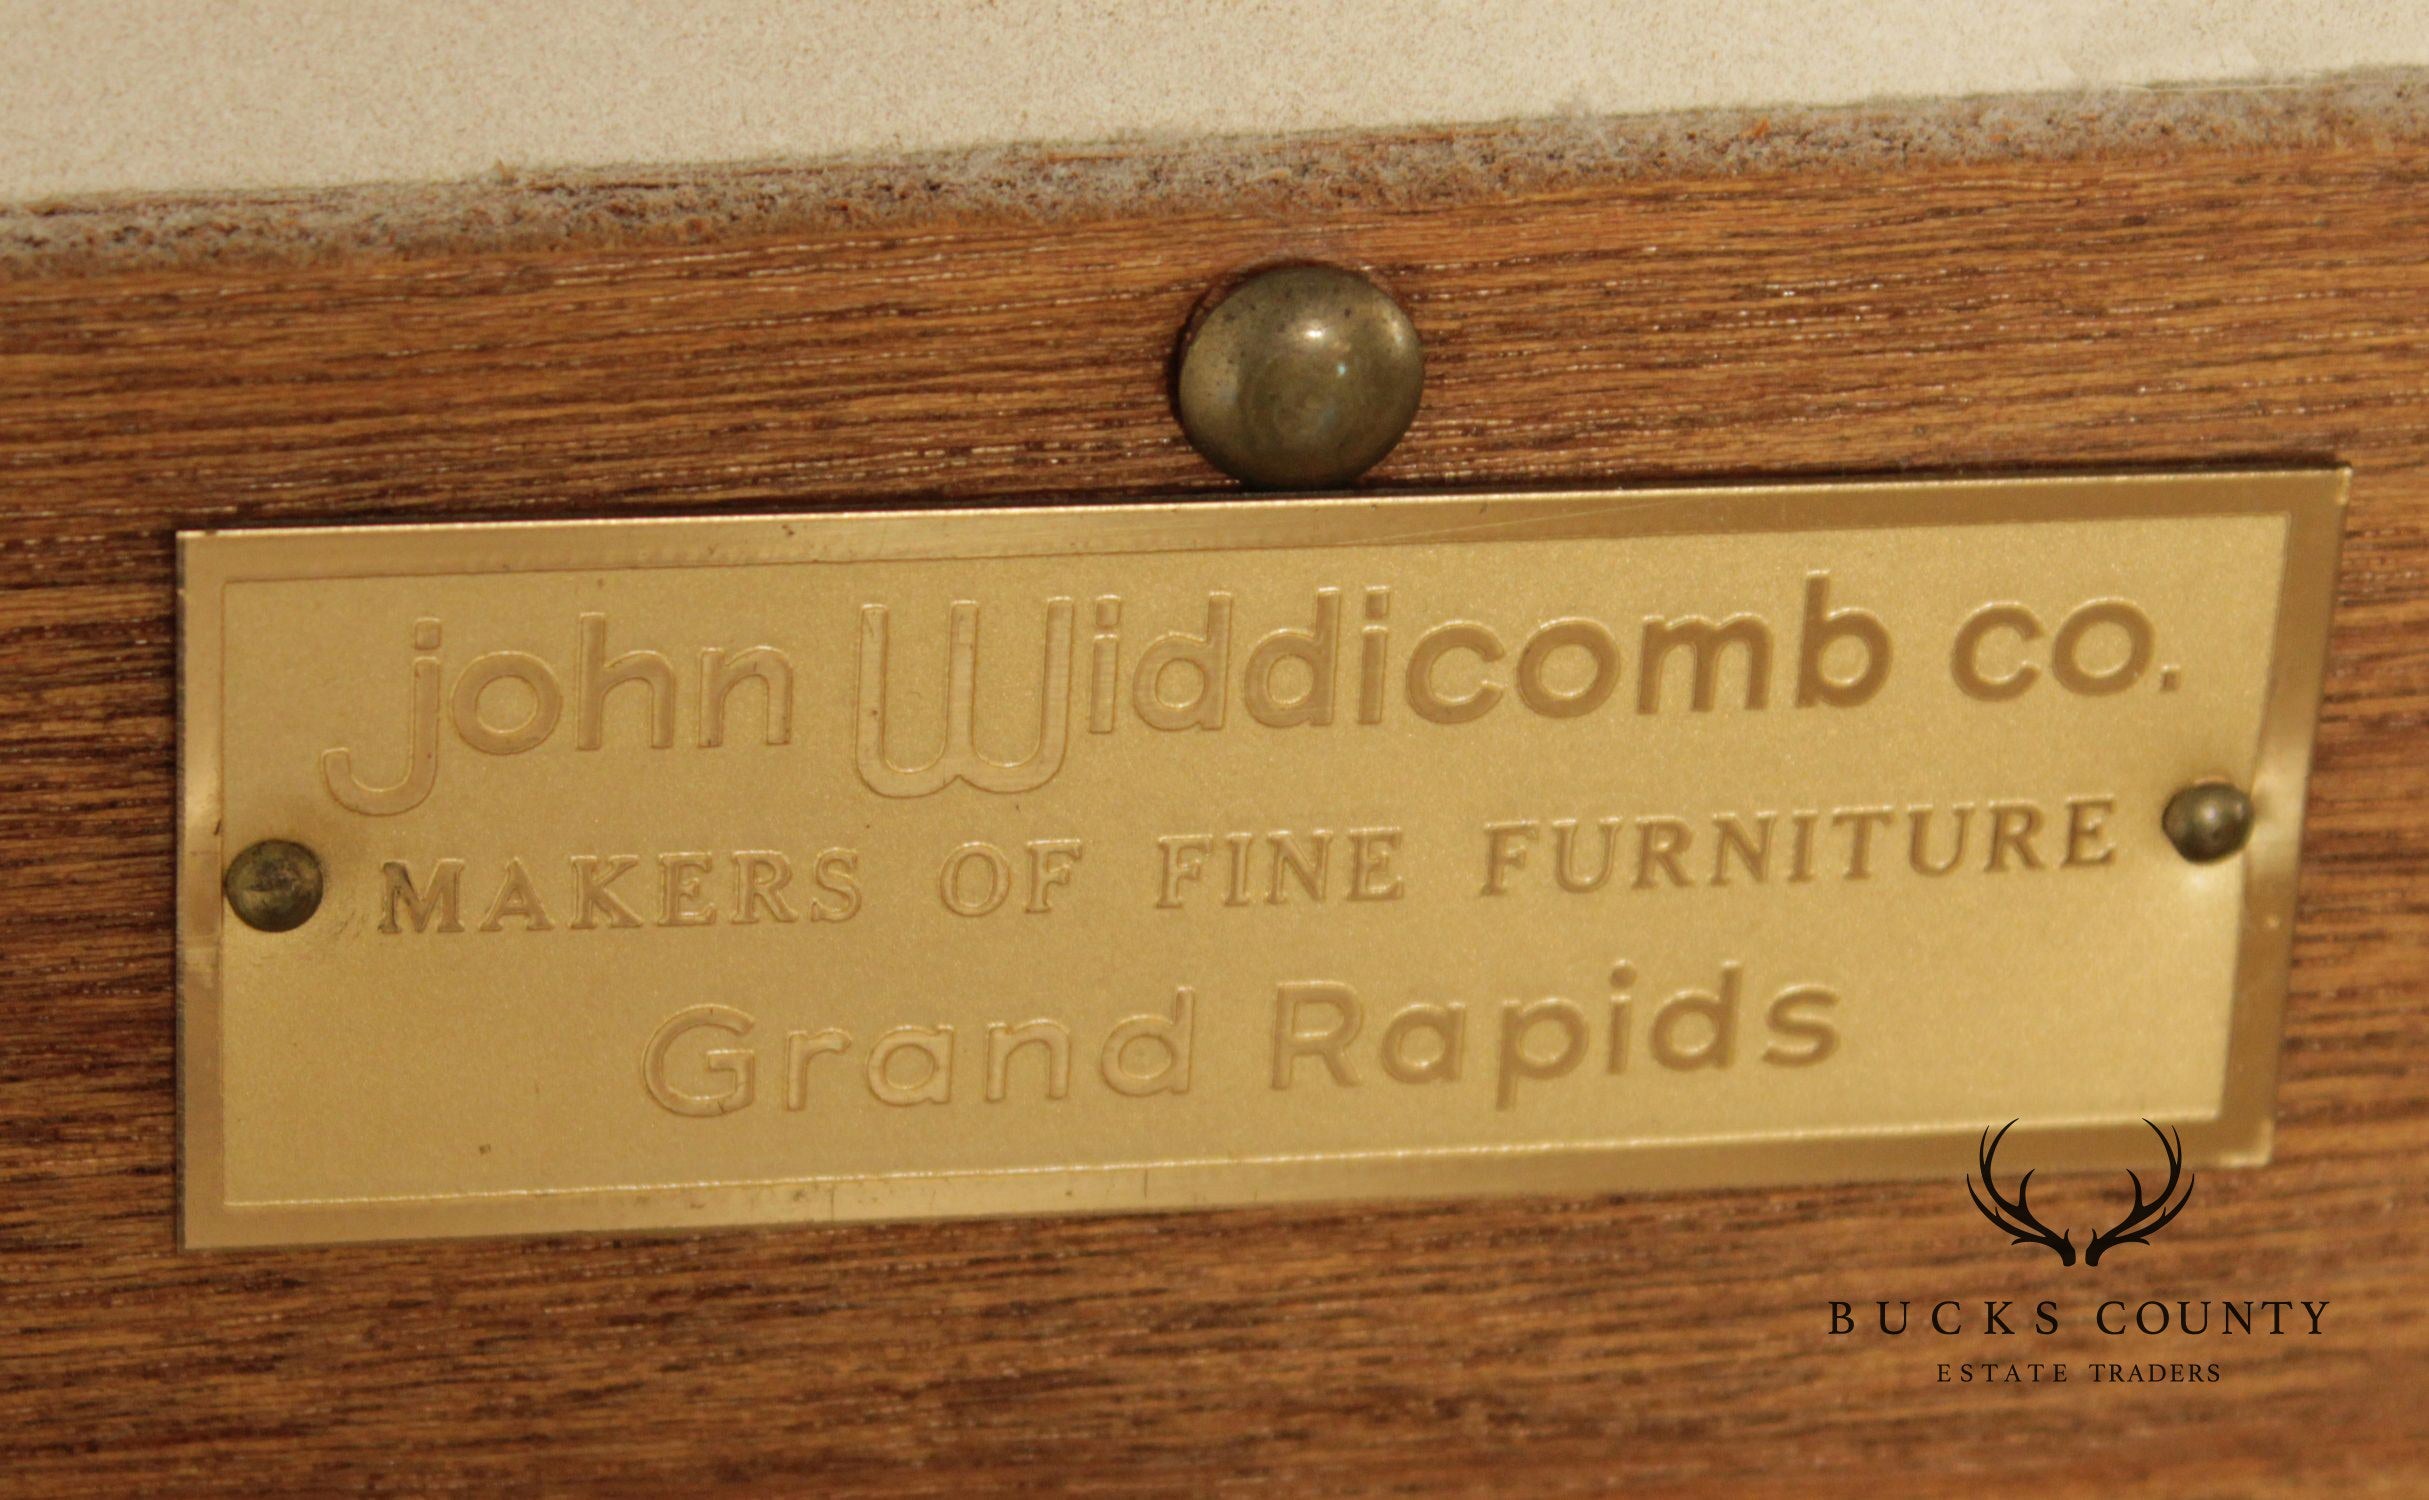 John Widdicomb co.
MAKERS OF FINE FURNITURE
Grand Rapids
BUCKS COUNTY
ESTATE TRADERS